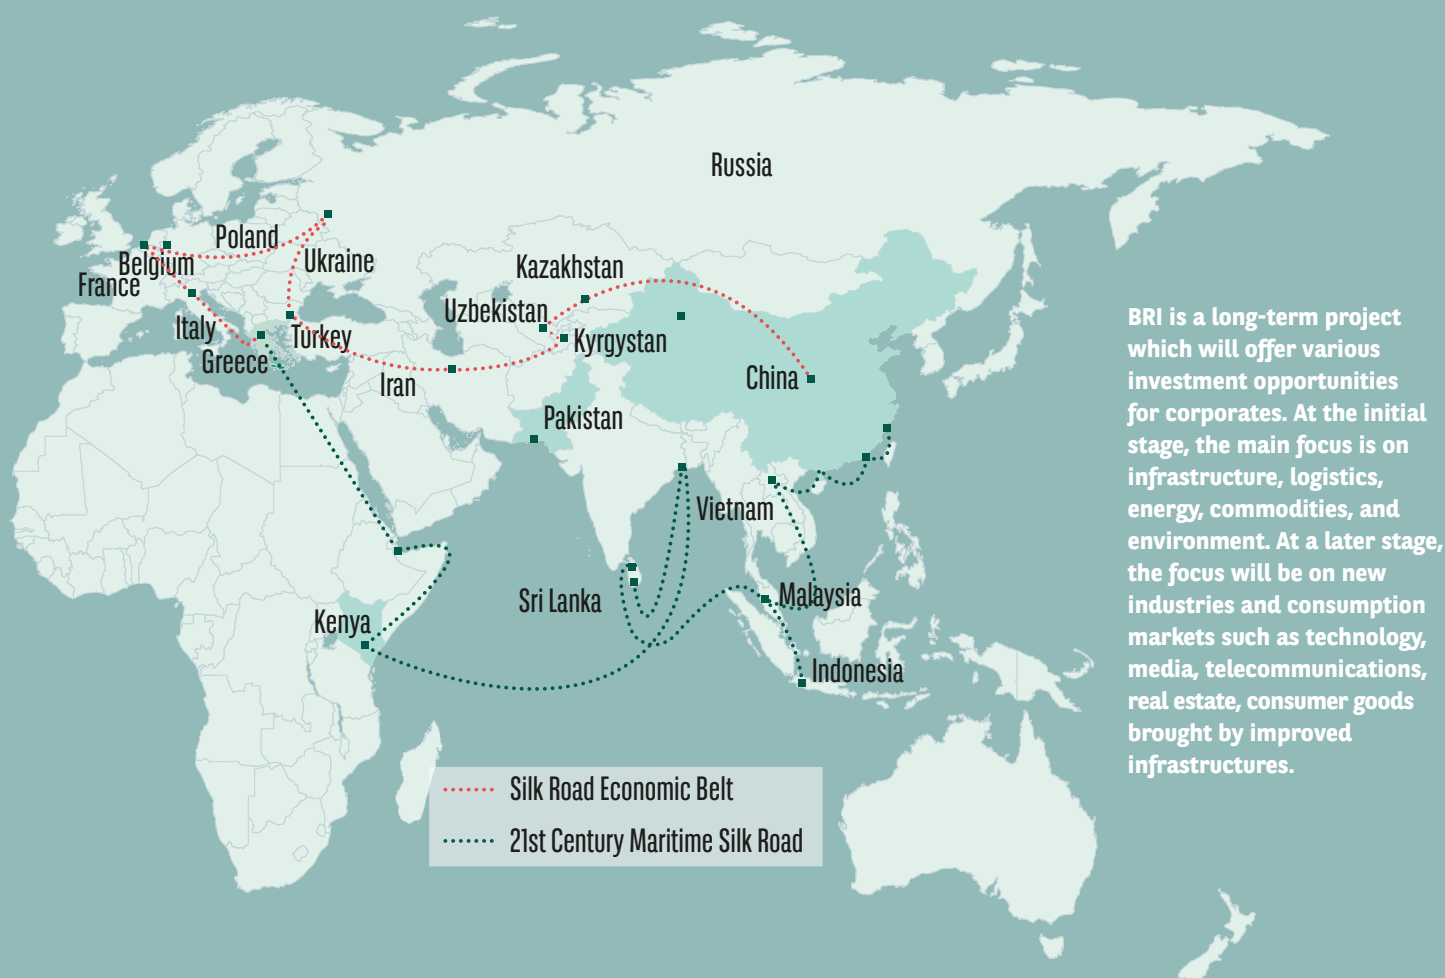 Russia
Poland
Ukraine
Belgium
France
Kazakhstan
Uzbekistan
Italy
Turkey
Kyrgystan
Greece
Iran
China
Pakistan
Vietnam
Sri Lanka
Malaysia
Kenya
Indonesia
Silk Road Economic Belt
21st Century Maritime Silk Road
BRI is a long-term project
which will offer various
investment opportunities
for corporates. At the initial
stage, the main focus is on
infrastructure, logistics,
energy, commodities, and
environment. At a later stage,
the focus will be on new
industries and consumption
markets such as technology,
media, telecommunications,
real estate, consumer goods
brought by improved
infrastructures.